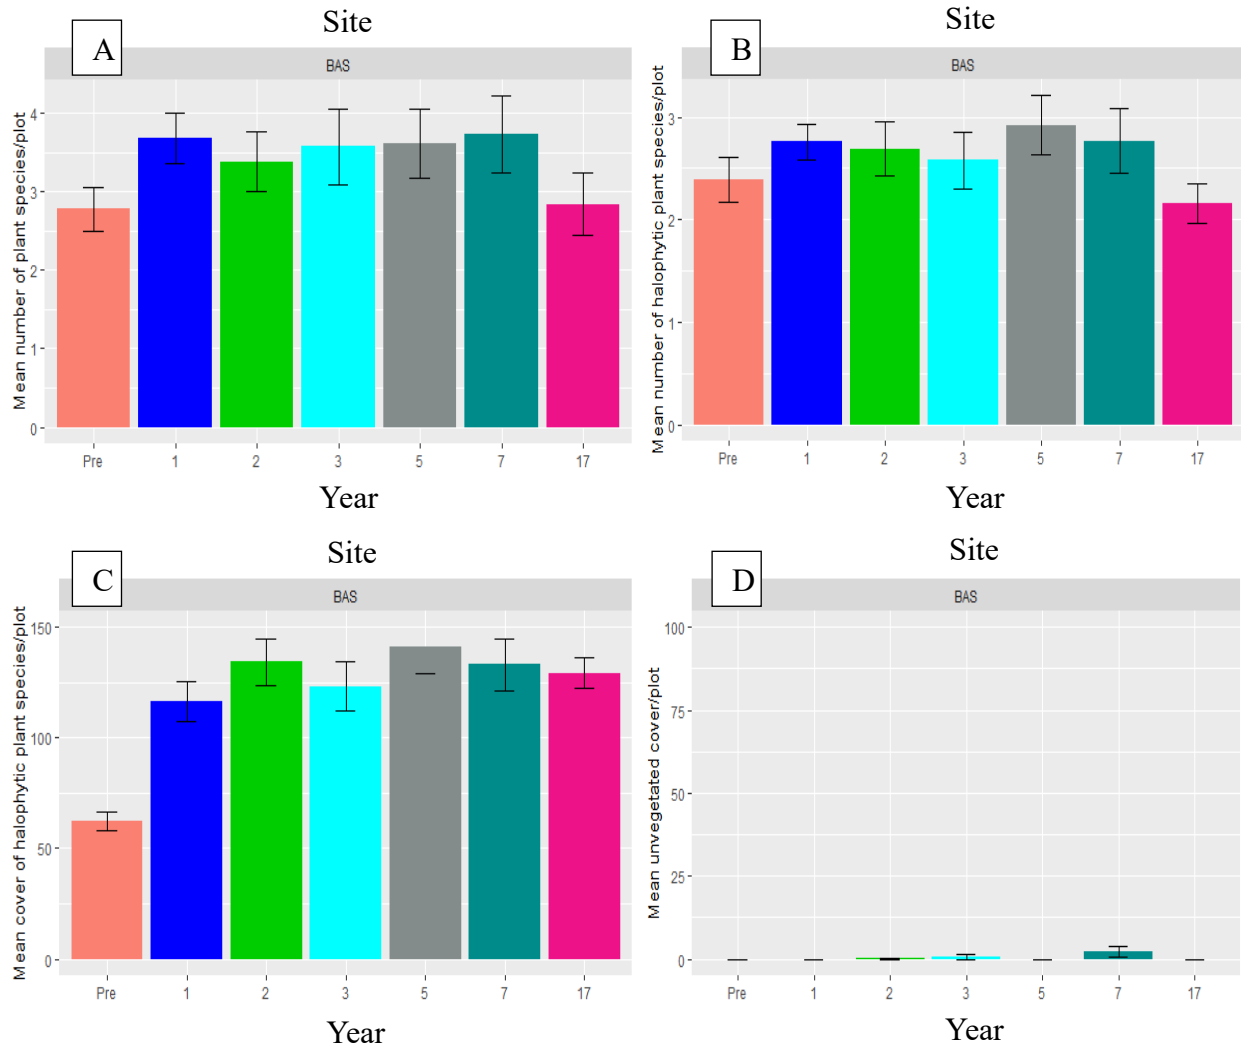 Site
A
BAS
Mean number of plant species/plot
4
3
2
1
0
Pre 1 2 3 5 7 17
Year
Site
B
BAS
Mean number of halophytic plant species/plot
3
2
1
0
Pre 1 2 3 5 7 17
Year
Site
C
BAS
Mean cover of halophytic plant species/plot
150
100
50
0
Pre 1 2 3 5 7 17
Year
Site
D
BAS
Mean unvegetated cover/plot
100
75
50
25
0
Pre 1 2 3 5 7 17
Year